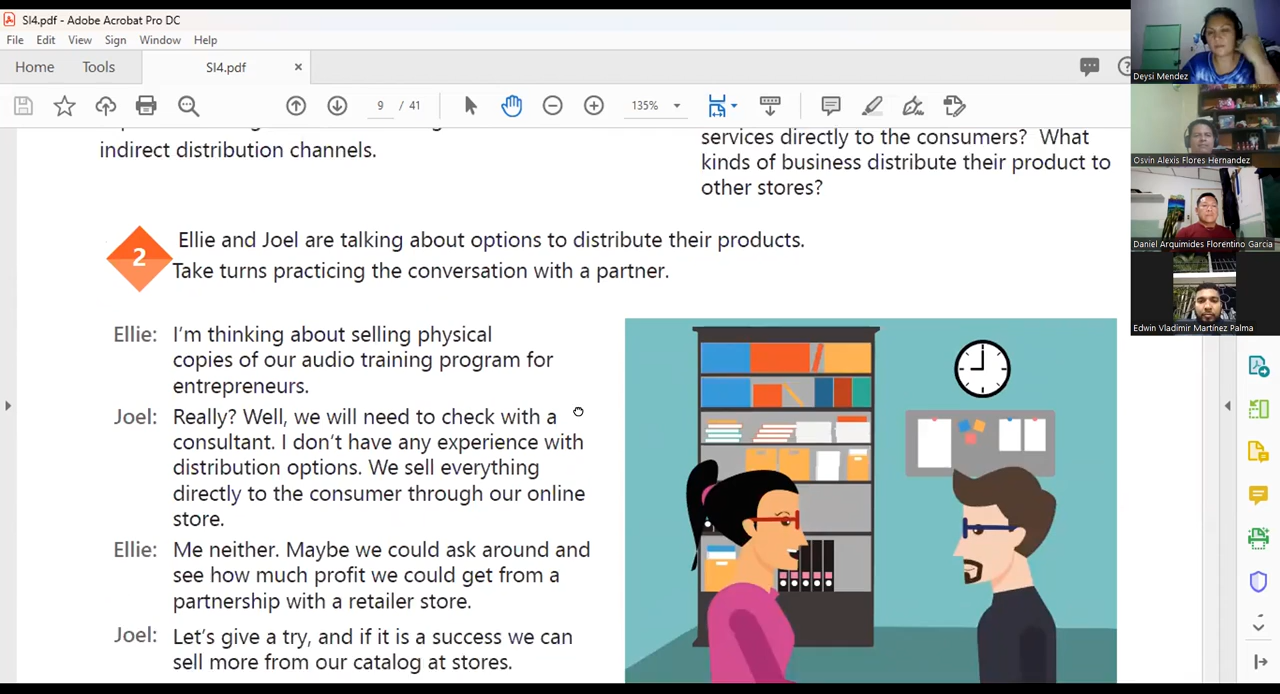 SI4.pdf - Adobe Acrobat Pro DC
File Edit View Sign Window Help
Home Tools SI4.pdf ×
9 / 41 135%
indirect distribution channels.
services directly to the consumers? What
kinds of business distribute their product to
other stores?
2
Ellie and Joel are talking about options to distribute their products.
Take turns practicing the conversation with a partner.
Ellie: I'm thinking about selling physical
copies of our audio training program for
entrepreneurs.
Joel: Really? Well, we will need to check with a
consultant. I don't have any experience with
distribution options. We sell everything
directly to the consumer through our online
store.
Ellie: Me neither. Maybe we could ask around and
see how much profit we could get from a
partnership with a retailer store.
Joel: Let's give a try, and if it is a success we can
sell more from our catalog at stores.
Deysi Mendez
Osvin Alexis Flores Hernandez
Daniel Arquimides Florentino Garcia
Edwin Vladimir Martínez Palma